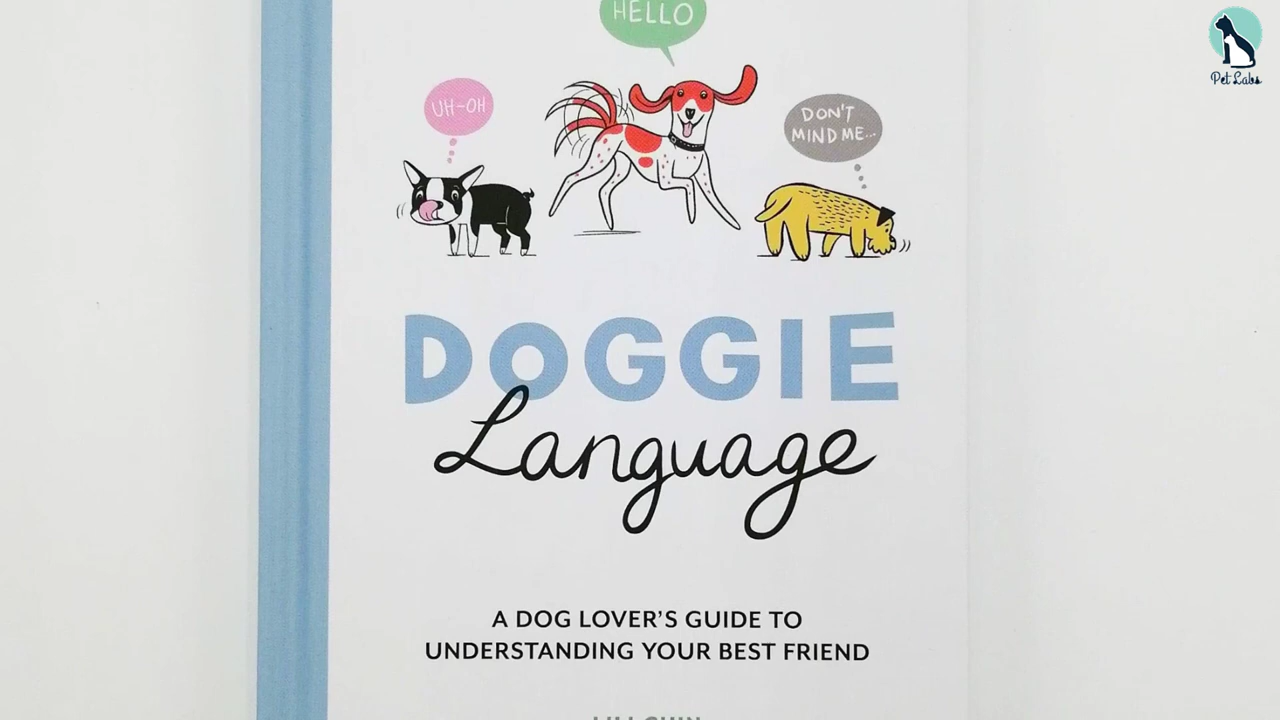 HELLO
UH-OH
DON'T
MIND ME...
Pet Labs
DOGGIE
Language
A DOG LOVER'S GUIDE TO
UNDERSTANDING YOUR BEST FRIEND